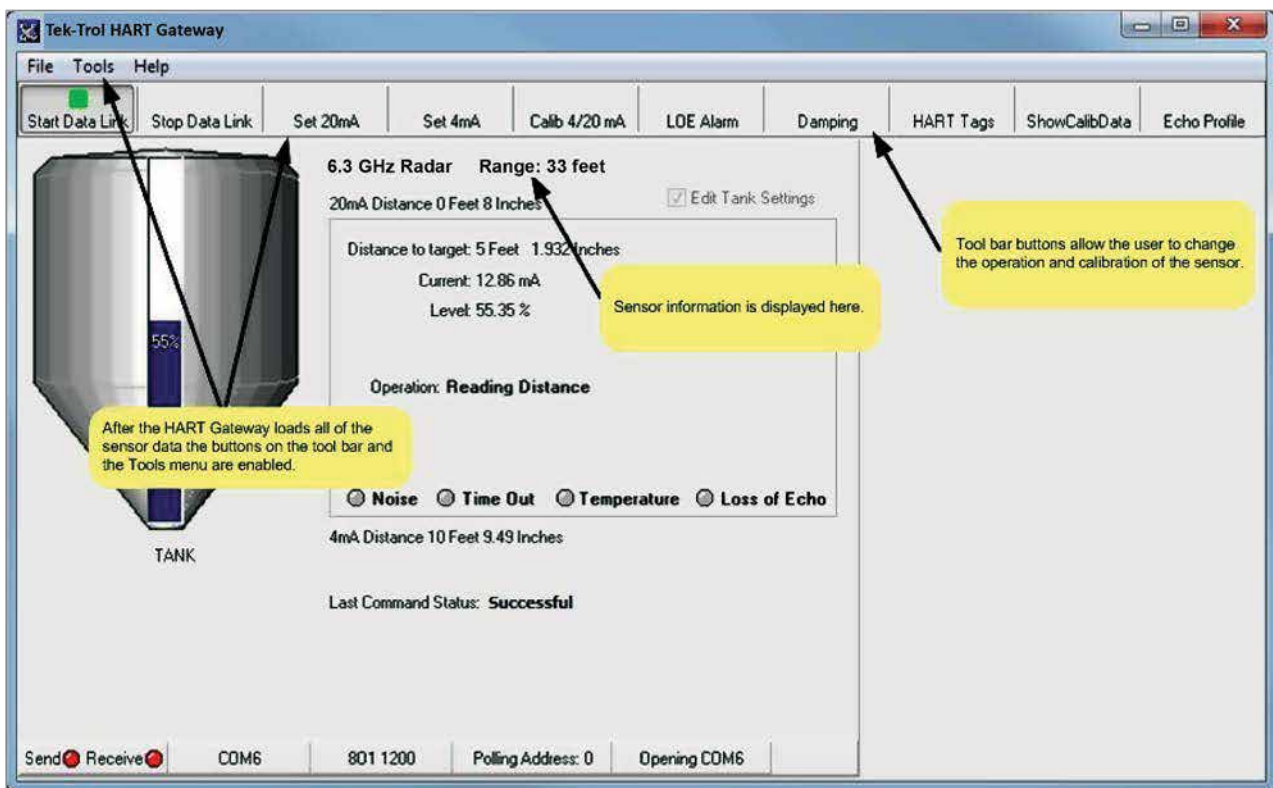 Tek-Trol HART Gateway
File Tools Help
Start Data Link Stop Data Link Set 20mA Set 4mA Calib 4/20 mA LOE Alarm Damping HART Tags ShowCalibData Echo Profile
6.3 GHz Radar Range: 33 feet
20mA Distance 0 Feet 8 Inches
Edit Tank Settings
Distance to target: 5 Feet 1.932 Inches
Current: 12.86 mA
Level: 55.35 %
Operation: Reading Distance
Noise Time Out Temperature Loss of Echo
4mA Distance 10 Feet 9.49 Inches
Last Command Status: Successful
55%
TANK
Tool bar buttons allow the user to change
the operation and calibration of the sensor.
Sensor information is displayed here.
After the HART Gateway loads all of the
sensor data the buttons on the tool bar and
the Tools menu are enabled.
Send Receive COM6 801 1200 Polling Address: 0 Opening COM6